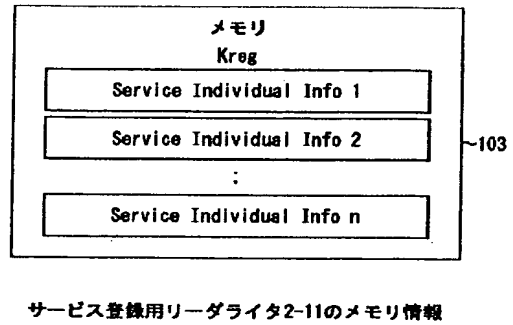 メモリ
Kreg
Service Individual Info 1
Service Individual Info 2
:
Service Individual Info n
~103
サービス登録用リーダライタ2-11のメモリ情報